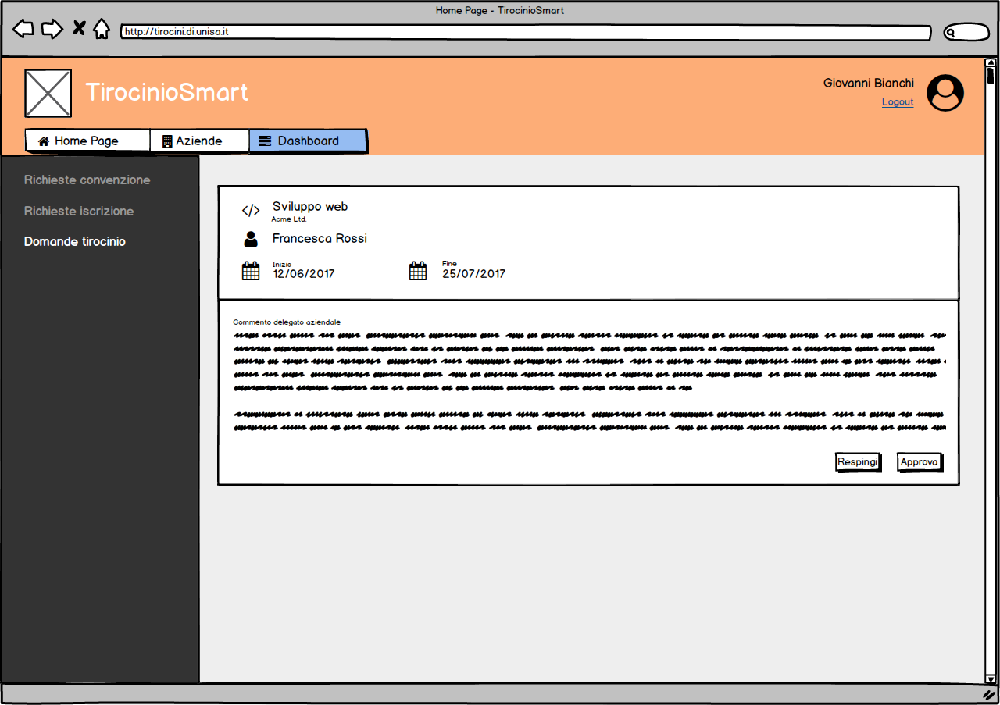 Home Page - TirocinioSmart
http://tirocini.di.unisa.it
TirocinioSmart
Giovanni Bianchi
Logout
Home Page
Aziende
Dashboard
Richieste convenzione
Richieste iscrizione
Domande tirocinio
Sviluppo web
Acme Ltd.
Francesca Rossi
Inizio
12/06/2017
Fine
25/07/2017
Commento delegato aziendale
Respingi
Approva